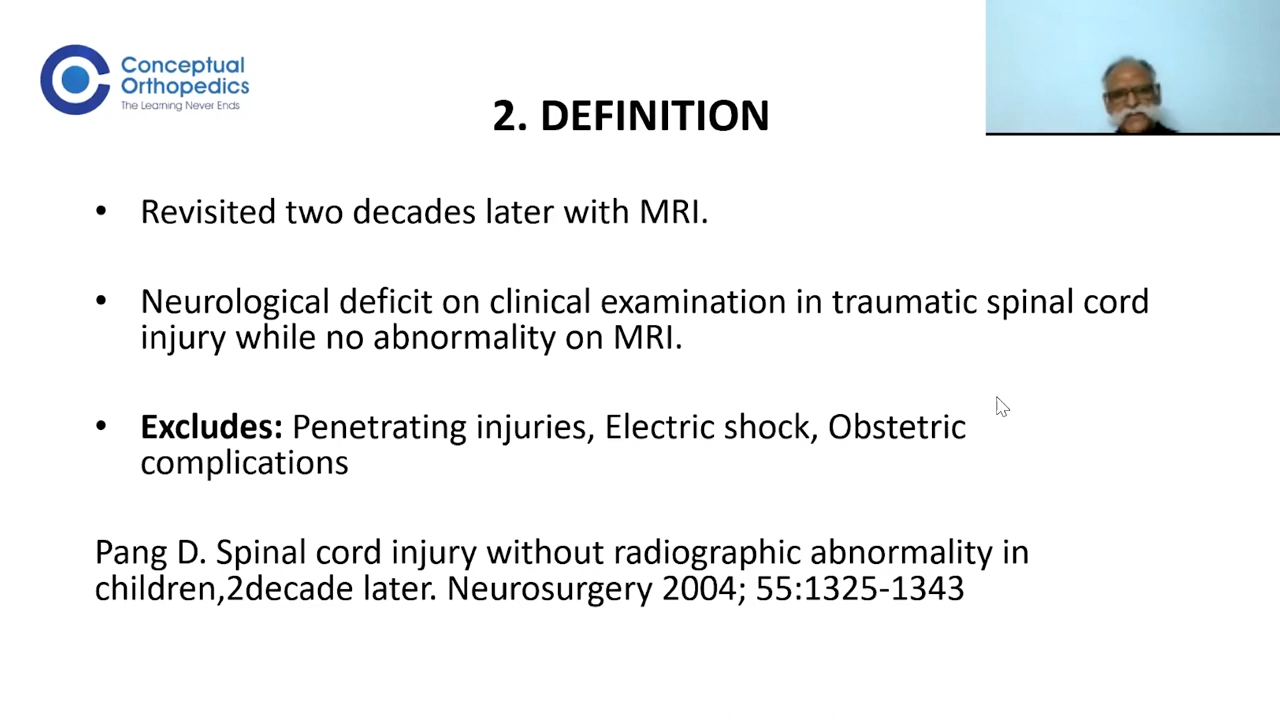 Conceptual
Orthopedics
The Learning Never Ends
2. DEFINITION
• Revisited two decades later with MRI.
• Neurological deficit on clinical examination in traumatic spinal cord
injury while no abnormality on MRI.
• Excludes: Penetrating injuries, Electric shock, Obstetric
complications
Pang D. Spinal cord injury without radiographic abnormality in
children,2decade later. Neurosurgery 2004; 55:1325-1343